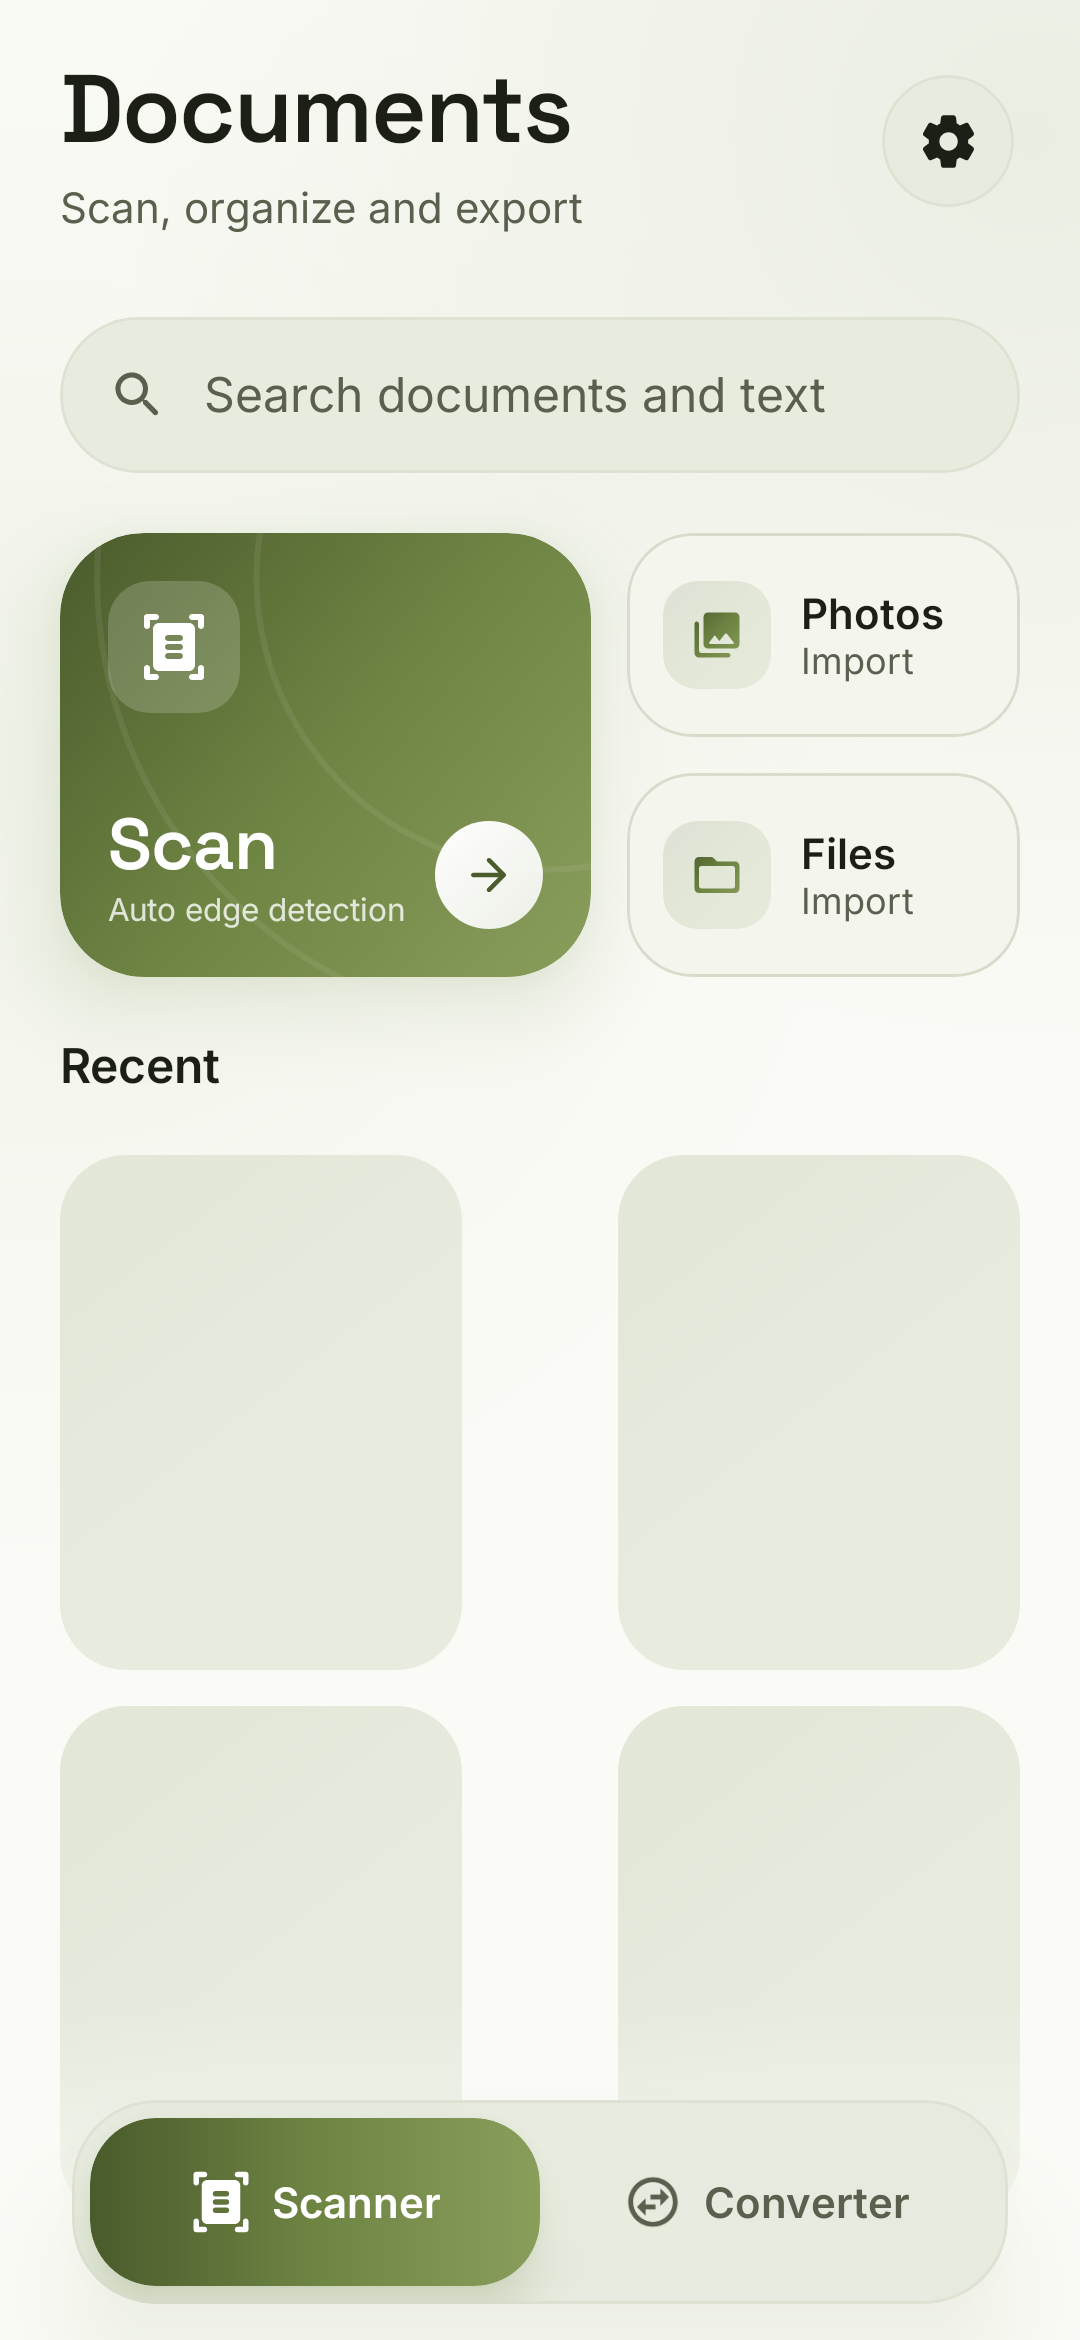 Documents
Scan, organize and export
Search documents and text
Scan
Auto edge detection
Photos
Import
Files
Import
Recent
Scanner
Converter